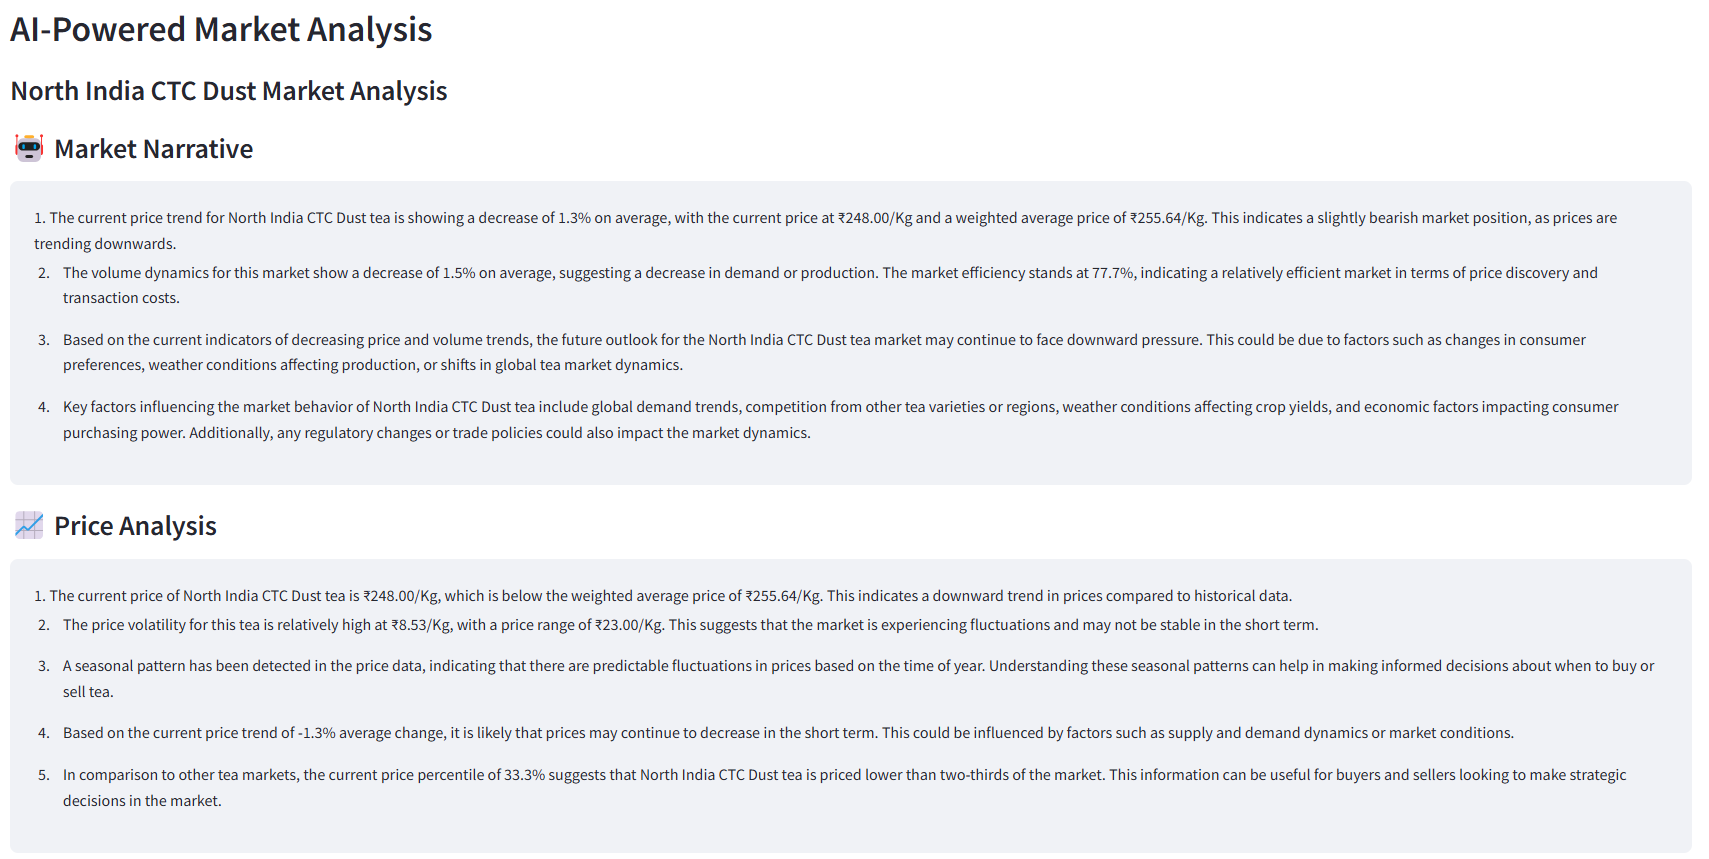 AI-Powered Market Analysis
North India CTC Dust Market Analysis
Market Narrative
1. The current price trend for North India CTC Dust tea is showing a decrease of 1.3% on average, with the current price at ₹248.00/Kg and a weighted average price of ₹255.64/Kg. This indicates a slightly bearish market position, as prices are
trending downwards.
2. The volume dynamics for this market show a decrease of 1.5% on average, suggesting a decrease in demand or production. The market efficiency stands at 77.7%, indicating a relatively efficient market in terms of price discovery and
transaction costs.
3. Based on the current indicators of decreasing price and volume trends, the future outlook for the North India CTC Dust tea market may continue to face downward pressure. This could be due to factors such as changes in consumer
preferences, weather conditions affecting production, or shifts in global tea market dynamics.
4. Key factors influencing the market behavior of North India CTC Dust tea include global demand trends, competition from other tea varieties or regions, weather conditions affecting crop yields, and economic factors impacting consumer
purchasing power. Additionally, any regulatory changes or trade policies could also impact the market dynamics.
Price Analysis
1. The current price of North India CTC Dust tea is ₹248.00/Kg, which is below the weighted average price of ₹255.64/Kg. This indicates a downward trend in prices compared to historical data.
2. The price volatility for this tea is relatively high at ₹8.53/Kg, with a price range of ₹23.00/Kg. This suggests that the market is experiencing fluctuations and may not be stable in the short term.
3. A seasonal pattern has been detected in the price data, indicating that there are predictable fluctuations in prices based on the time of year. Understanding these seasonal patterns can help in making informed decisions about when to buy or
sell tea.
4. Based on the current price trend of -1.3% average change, it is likely that prices may continue to decrease in the short term. This could be influenced by factors such as supply and demand dynamics or market conditions.
5. In comparison to other tea markets, the current price percentile of 33.3% suggests that North India CTC Dust tea is priced lower than two-thirds of the market. This information can be useful for buyers and sellers looking to make strategic
decisions in the market.